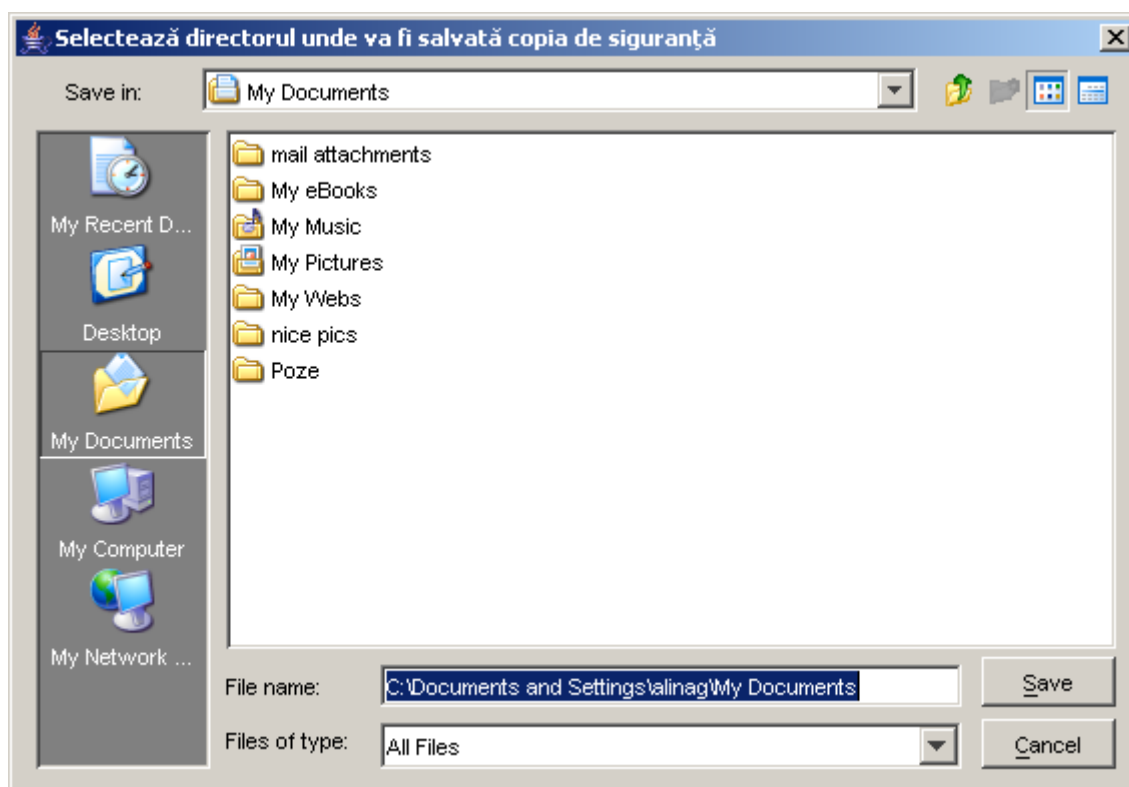 Selectează directorul unde va fi salvată copia de siguranţă
Save in:
My Documents
mail attachments
My eBooks
My Music
My Pictures
My Webs
nice pics
Poze
My Recent D...
Desktop
My Documents
My Computer
My Network ...
File name:
C:\Documents and Settings\alinag\My Documents
Save
Files of type:
All Files
Cancel